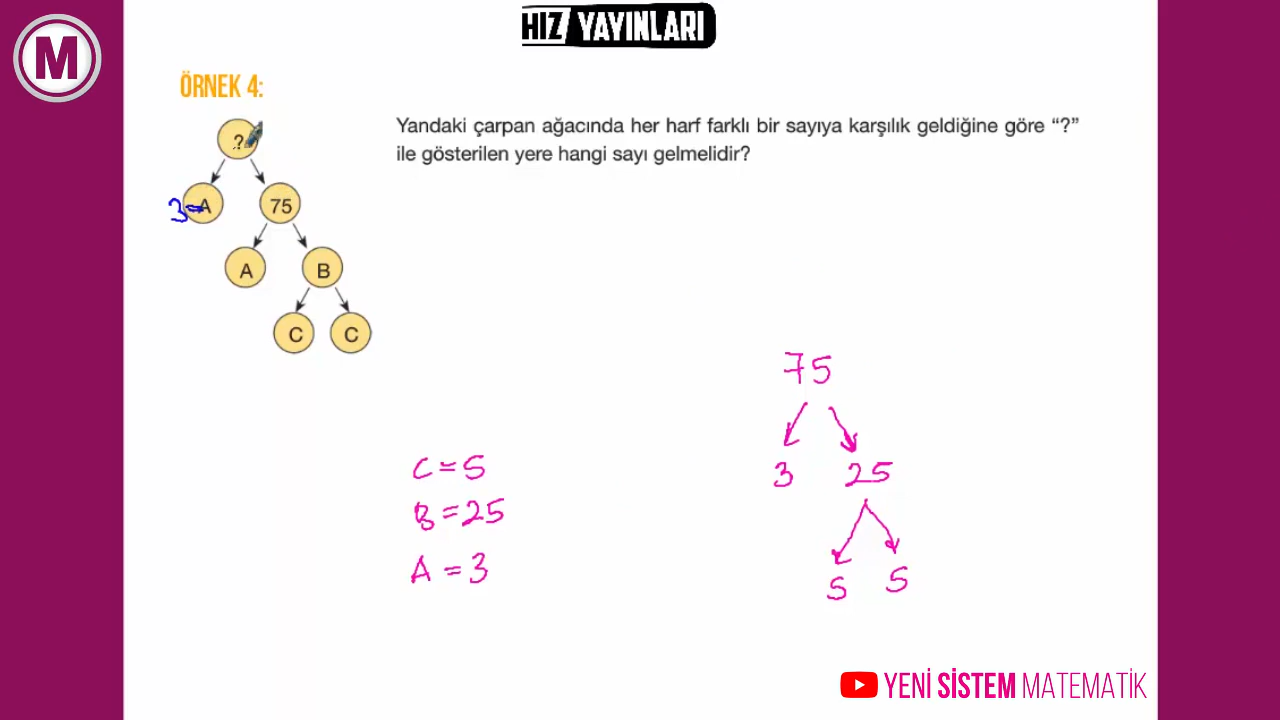 M
HIZ YAYINLARI
ÖRNEK 4:
Yandaki çarpan ağacında her harf farklı bir sayıya karşılık geldiğine göre “?”
ile gösterilen yere hangi sayı gelmelidir?
?
3 A 75
A B
C C
75
3 25
5 5
C = 5
B = 25
A = 3
YENİ SİSTEM MATEMATİK